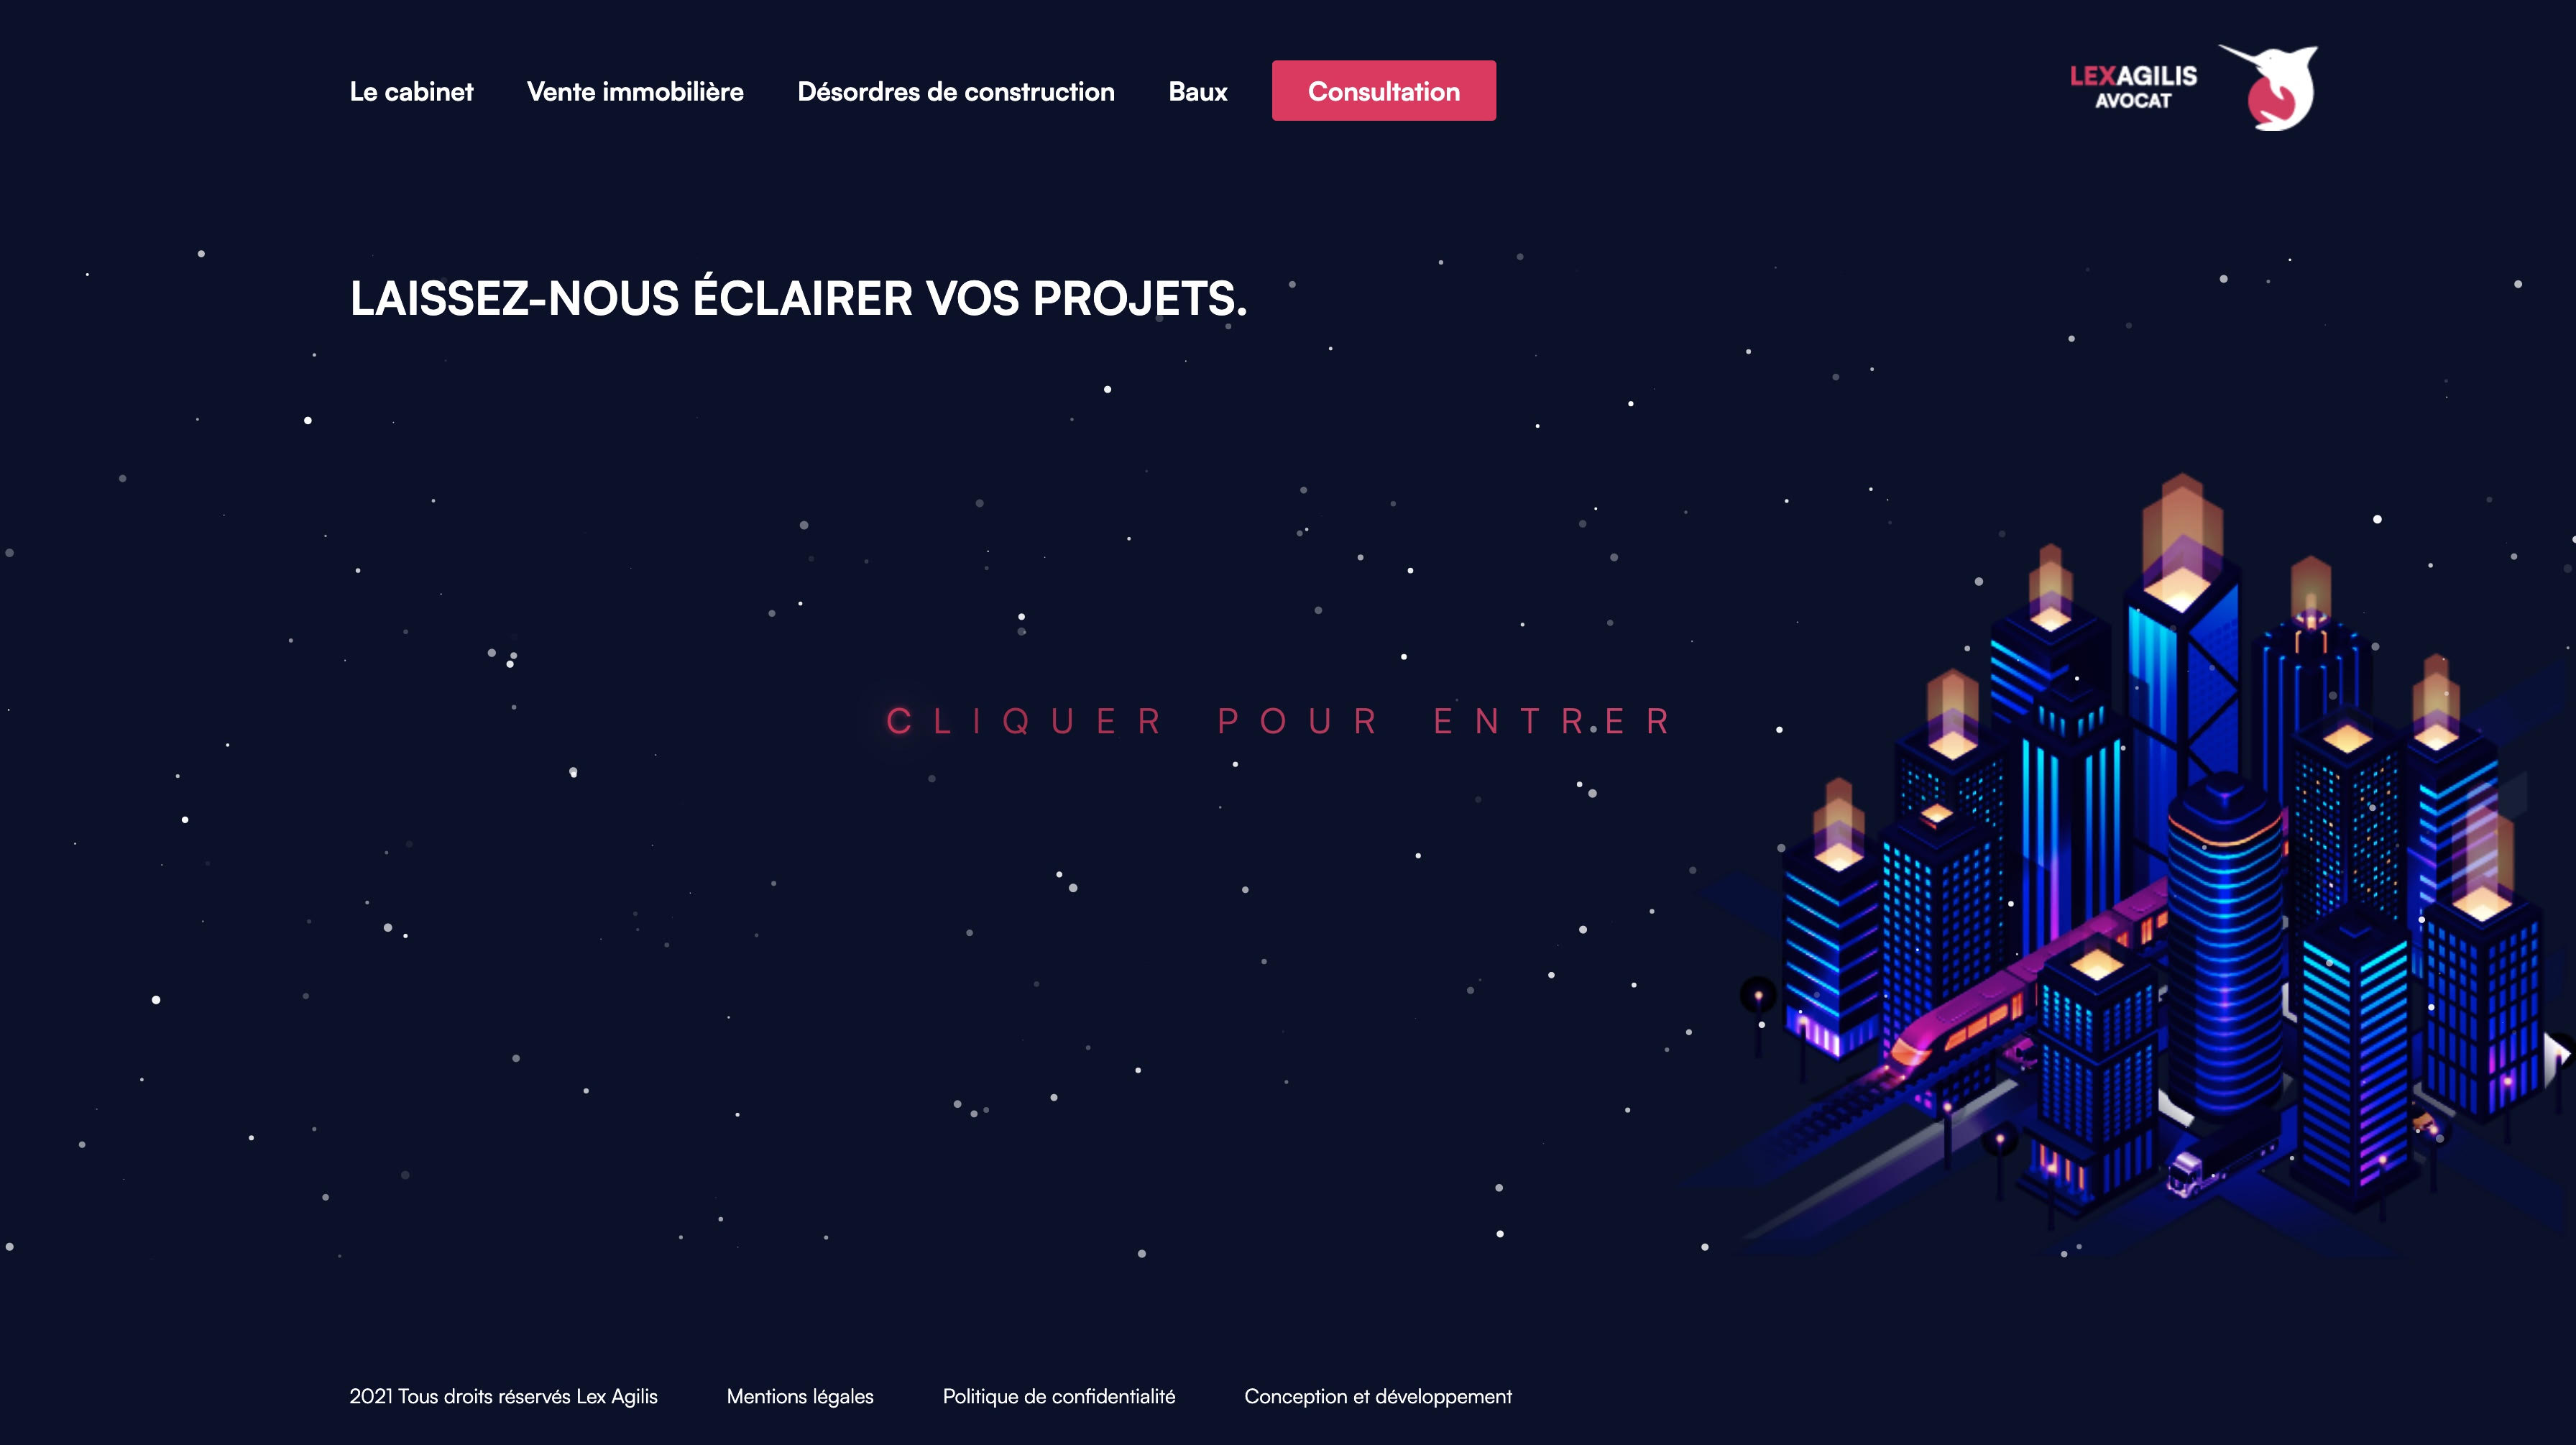 Le cabinet Vente immobilière Désordres de construction Baux Consultation
LEXAGILIS
AVOCAT
LAISSEZ-NOUS ÉCLAIRER VOS PROJETS.
CLIQUER POUR ENTRER
2021 Tous droits réservés Lex Agilis Mentions légales Politique de confidentialité Conception et développement